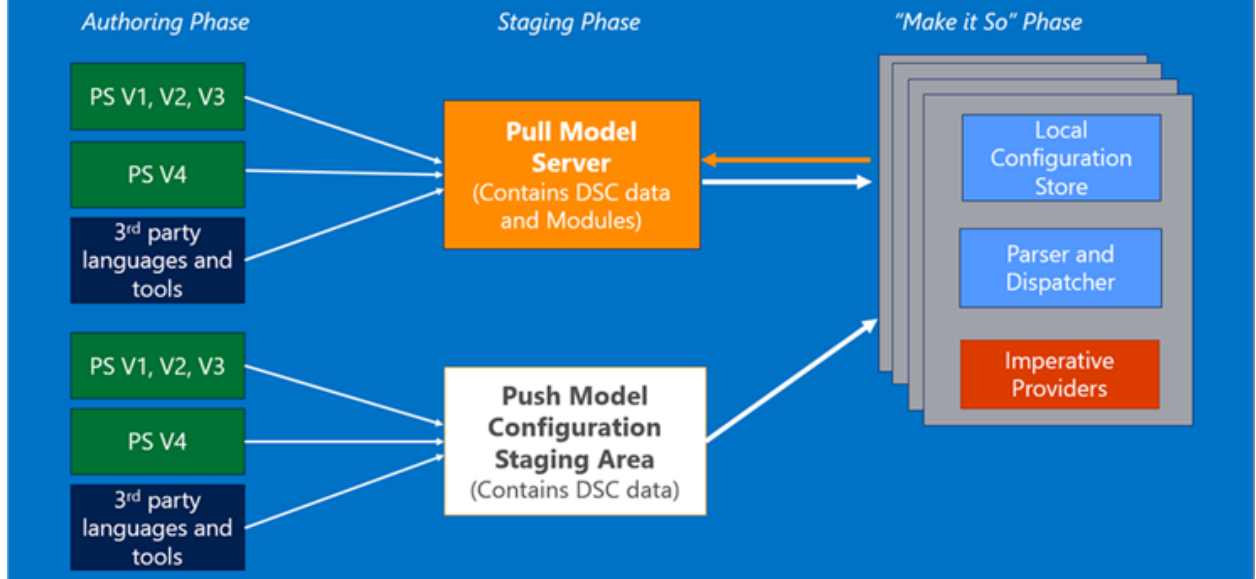 Authoring Phase
Staging Phase
“Make it So” Phase
PS V1, V2, V3
PS V4
3rd party
languages and
tools
Pull Model
Server
(Contains DSC data
and Modules)
Local
Configuration
Store
Parser and
Dispatcher
Imperative
Providers
PS V1, V2, V3
PS V4
3rd party
languages and
tools
Push Model
Configuration
Staging Area
(Contains DSC data)